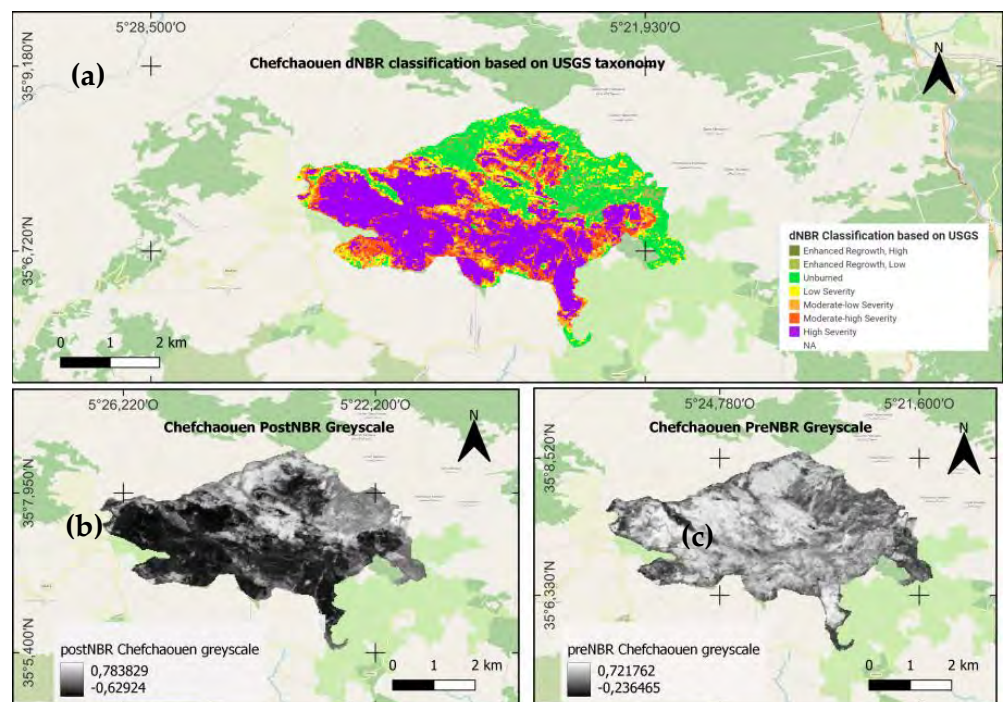 5°28,500'O
5°21,930'O
35°9,180'N
(a)
Chefchaouen dNBR classification based on USGS taxonomy
N
35°6,720'N
dNBR Classification based on USGS
Enhanced Regrowth, High
Enhanced Regrowth, Low
Unburned
Low Severity
Moderate-low Severity
Moderate-high Severity
High Severity
NA
0 1 2 km
5°26,220'O
5°22,200'O
Chefchaouen PostNBR Greyscale
N
35°7,950'N
(b)
35°5,400'N
postNBR Chefchaouen greyscale
0,783829
-0,62924
0 1 2 km
5°24,780'O
5°21,600'O
Chefchaouen PreNBR Greyscale
N
35°8,520'N
(c)
35°6,330'N
preNBR Chefchaouen greyscale
0,721762
-0,236465
0 1 2 km